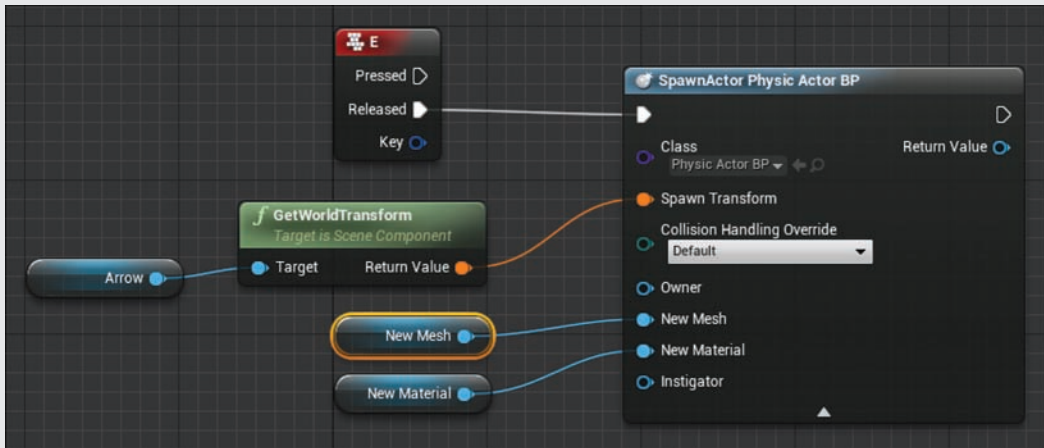 E
Pressed
Released
Key
SpawnActor Physic Actor BP
Class
Physic Actor BP
Return Value
Spawn Transform
Collision Handling Override
Default
Owner
New Mesh
New Material
Instigator
f GetWorldTransform
Target is Scene Component
Target Return Value
Arrow
New Mesh
New Material